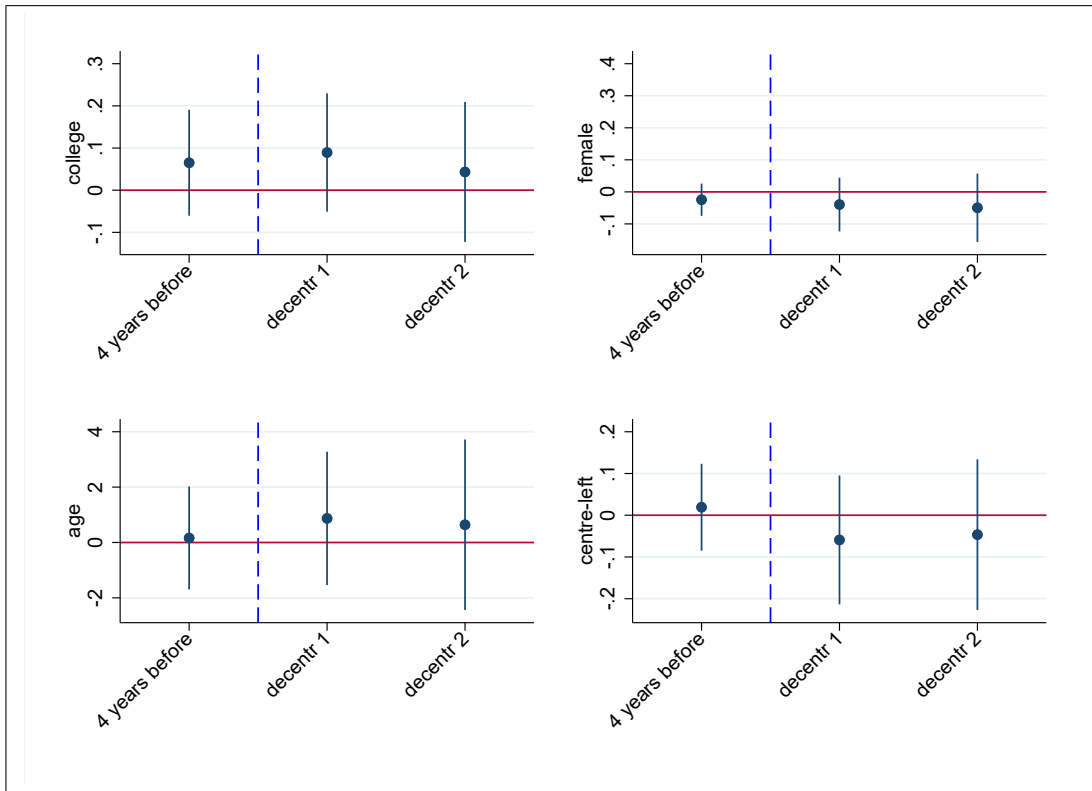 college
.3
.2
.1
0
-.1
4 years before
decentr 1
decentr 2
female
.4
.3
.2
.1
0
-.1
4 years before
decentr 1
decentr 2
age
4
2
0
-2
4 years before
decentr 1
decentr 2
centre-left
.2
.1
0
-.1
-.2
4 years before
decentr 1
decentr 2